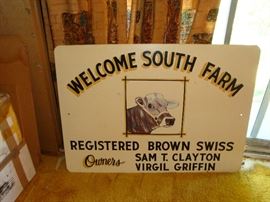 WELCOME SOUTH FARM
REGISTERED BROWN SWISS
Owners SAM T. CLAYTON
VIRGIL GRIFFIN